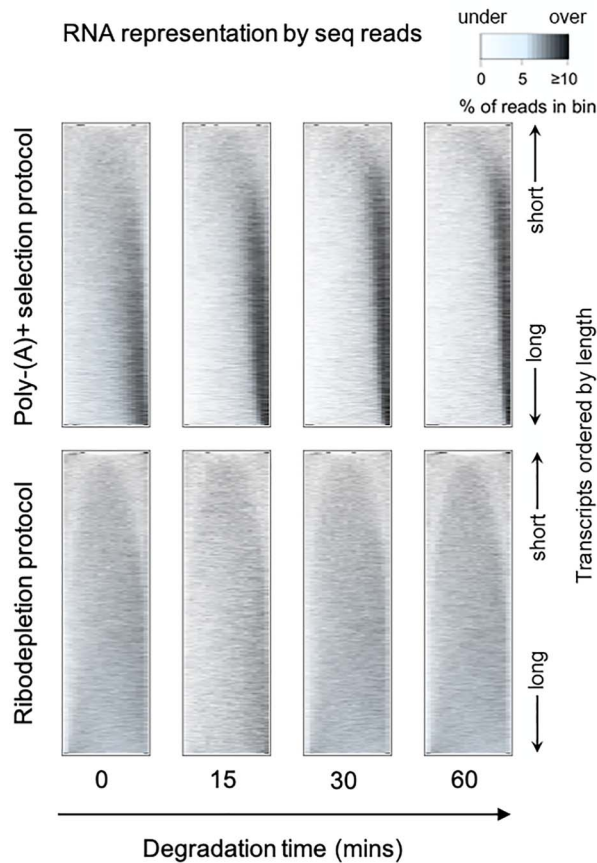 RNA representation by seq reads
under over
0 5 ≥10
% of reads in bin
Poly-(A)+ selection protocol
short
long
Transcripts ordered by length
Ribodepletion protocol
short
long
0 15 30 60
Degradation time (mins)